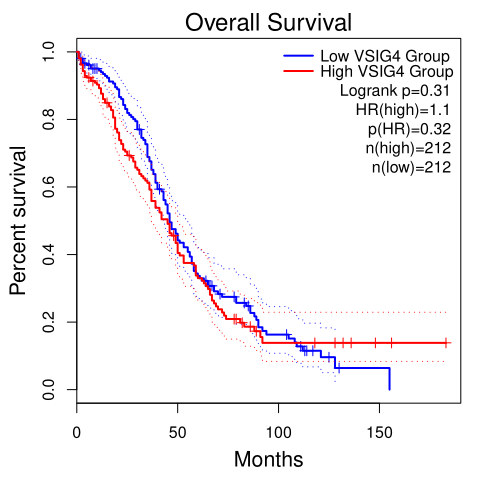 Overall Survival
Low VSIG4 Group
High VSIG4 Group
Logrank p=0.31
HR(high)=1.1
p(HR)=0.32
n(high)=212
n(low)=212
Percent survival
1.0
0.8
0.6
0.4
0.2
0.0
0 50 100 150
Months